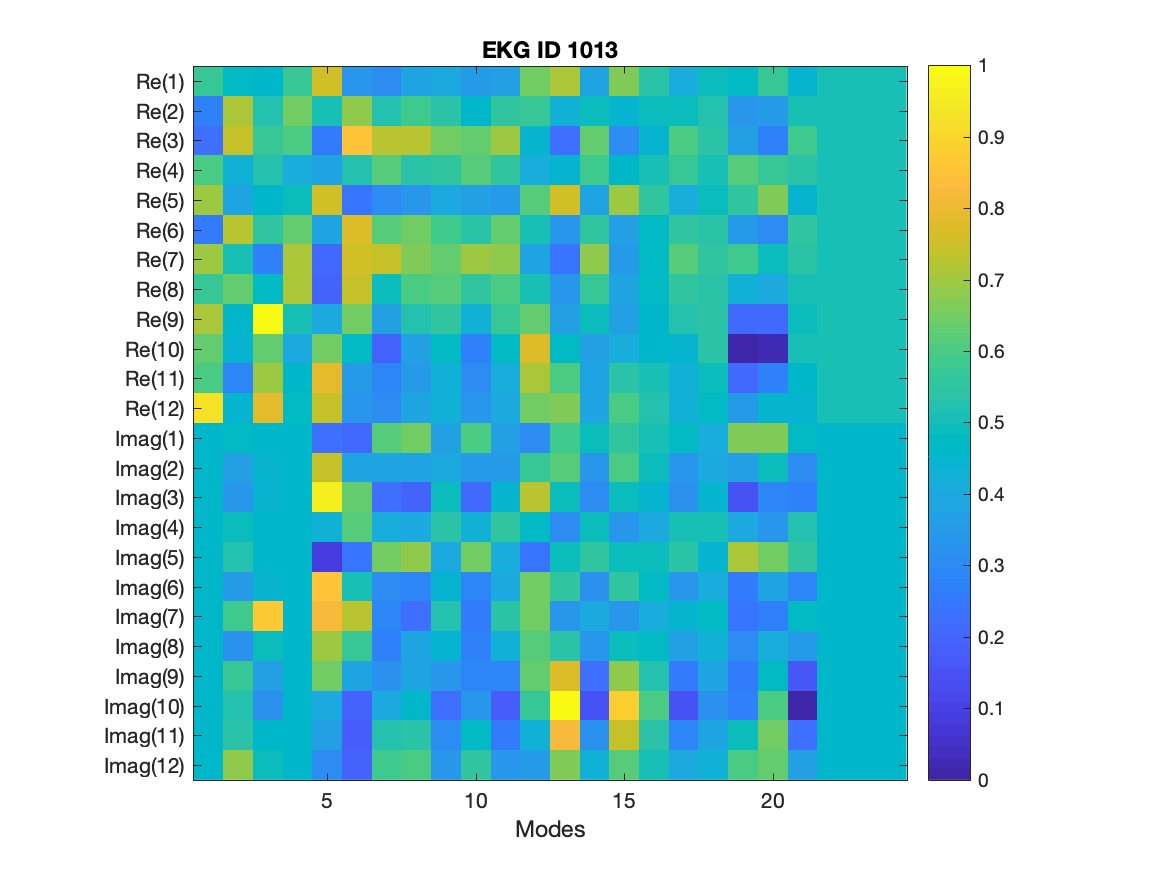 EKG ID 1013
Re(1)
Re(2)
Re(3)
Re(4)
Re(5)
Re(6)
Re(7)
Re(8)
Re(9)
Re(10)
Re(11)
Re(12)
Imag(1)
Imag(2)
Imag(3)
Imag(4)
Imag(5)
Imag(6)
Imag(7)
Imag(8)
Imag(9)
Imag(10)
Imag(11)
Imag(12)
5 10 15 20
Modes
1
0.9
0.8
0.7
0.6
0.5
0.4
0.3
0.2
0.1
0